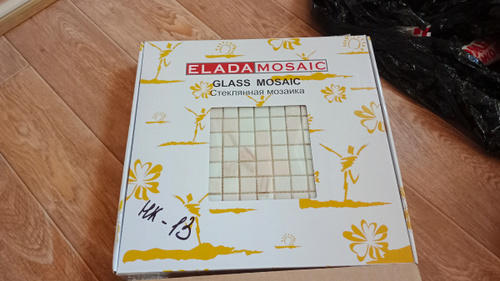 ELADAMOSAIC
GLASS MOSAIC
Стеклянная мозаика
НК-13